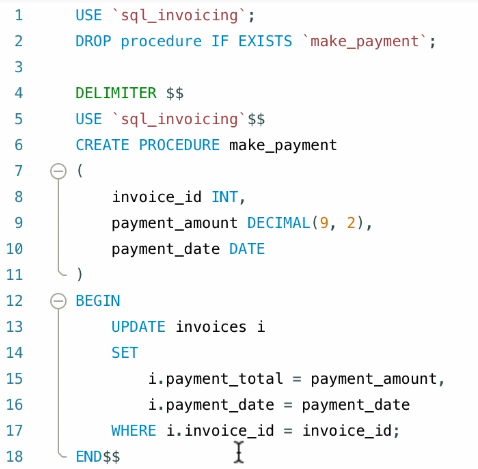 1 USE `sql_invoicing`;
2 DROP procedure IF EXISTS `make_payment`;
3
4 DELIMITER $$
5 USE `sql_invoicing`$$
6 CREATE PROCEDURE make_payment
7 (
8 invoice_id INT,
9 payment_amount DECIMAL(9, 2),
10 payment_date DATE
11 )
12 BEGIN
13 UPDATE invoices i
14 SET
15 i.payment_total = payment_amount,
16 i.payment_date = payment_date
17 WHERE i.invoice_id = invoice_id;
18 END$$